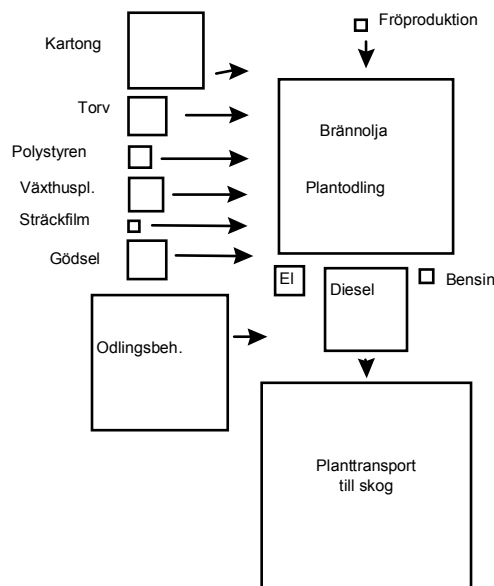 Fröproduktion
Kartong
Torv
Brännolja
Polystyren
Växthuspl.
Plantodling
Sträckfilm
Gödsel
El
Diesel
Bensin
Odlingsbeh.
Planttransport
till skog